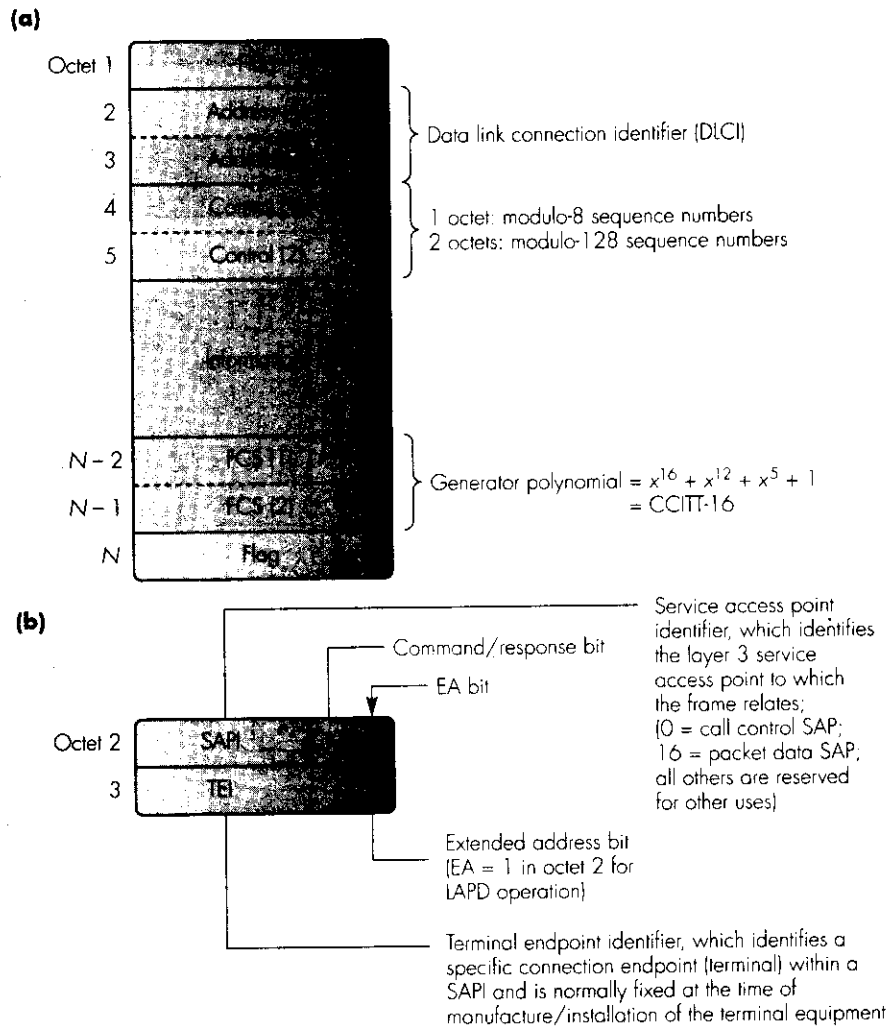 (a)
Octet 1
2
3
4
5
Control (2)
Data link connection identifier (DLCI)
1 octet: modulo-8 sequence numbers
2 octets: modulo-128 sequence numbers
N – 2
FCS (1)
N – 1
FCS (2)
N
Flag
Generator polynomial = x¹⁶ + x¹² + x⁵ + 1
= CCITT-16
(b)
Service access point
identifier, which identifies
the layer 3 service
access point to which
the frame relates;
(0 = call control SAP;
16 = packet data SAP;
all others are reserved
for other uses)
Command/response bit
EA bit
Octet 2
SAPI
3
TEI
Extended address bit
(EA = 1 in octet 2 for
LAPD operation)
Terminal endpoint identifier, which identifies a
specific connection endpoint (terminal) within a
SAPI and is normally fixed at the time of
manufacture/installation of the terminal equipment